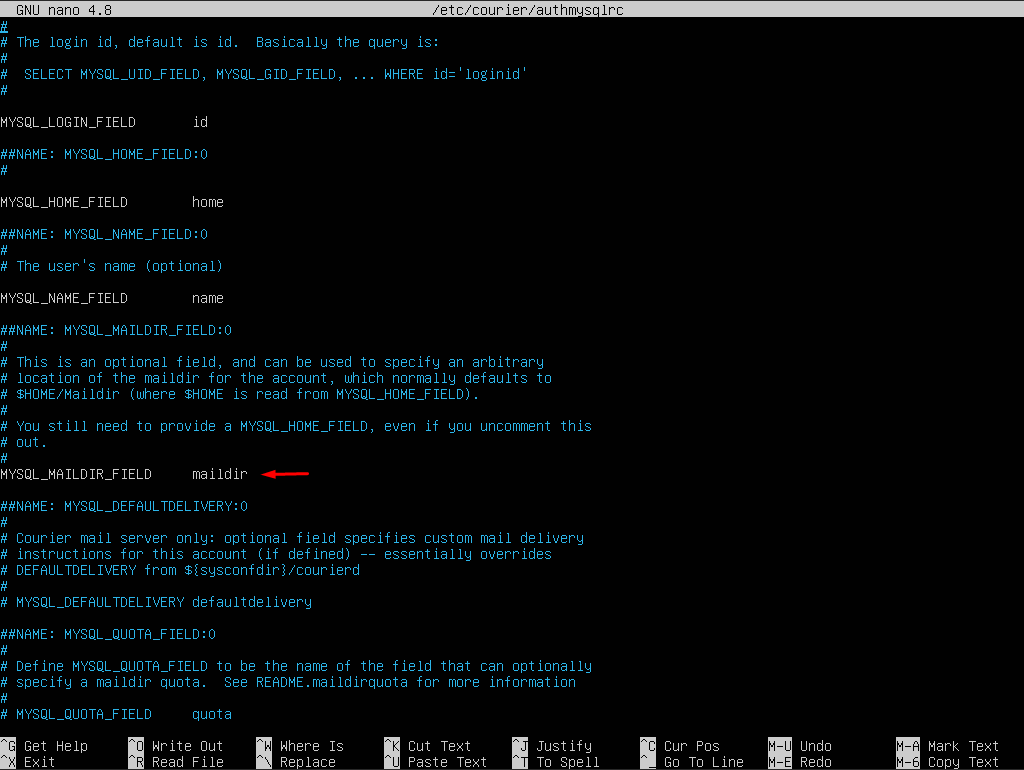 GNU nano 4.8 /etc/courier/authmysqlrc
#
# The login id, default is id.  Basically the query is:
#
#  SELECT MYSQL_UID_FIELD, MYSQL_GID_FIELD, ... WHERE id='loginid'
#
MYSQL_LOGIN_FIELD       id
##NAME: MYSQL_HOME_FIELD:0
#
MYSQL_HOME_FIELD        home
##NAME: MYSQL_NAME_FIELD:0
#
# The user's name (optional)
MYSQL_NAME_FIELD        name
##NAME: MYSQL_MAILDIR_FIELD:0
#
# This is an optional field, and can be used to specify an arbitrary
# location of the maildir for the account, which normally defaults to
# $HOME/Maildir (where $HOME is read from MYSQL_HOME_FIELD).
#
# You still need to provide a MYSQL_HOME_FIELD, even if you uncomment this
# out.
#
MYSQL_MAILDIR_FIELD     maildir
##NAME: MYSQL_DEFAULTDELIVERY:0
#
# Courier mail server only: optional field specifies custom mail delivery
# instructions for this account (if defined) -- essentially overrides
# DEFAULTDELIVERY from ${sysconfdir}/courierd
#
# MYSQL_DEFAULTDELIVERY defaultdelivery
##NAME: MYSQL_QUOTA_FIELD:0
#
# Define MYSQL_QUOTA_FIELD to be the name of the field that can optionally
# specify a maildir quota.  See README.maildirquota for more information
#
# MYSQL_QUOTA_FIELD     quota
^G Get Help ^O Write Out ^W Where Is ^K Cut Text ^J Justify ^C Cur Pos M-U Undo M-A Mark Text
^X Exit ^R Read File ^\ Replace ^U Paste Text ^T To Spell ^_ Go To Line M-E Redo M-6 Copy Text